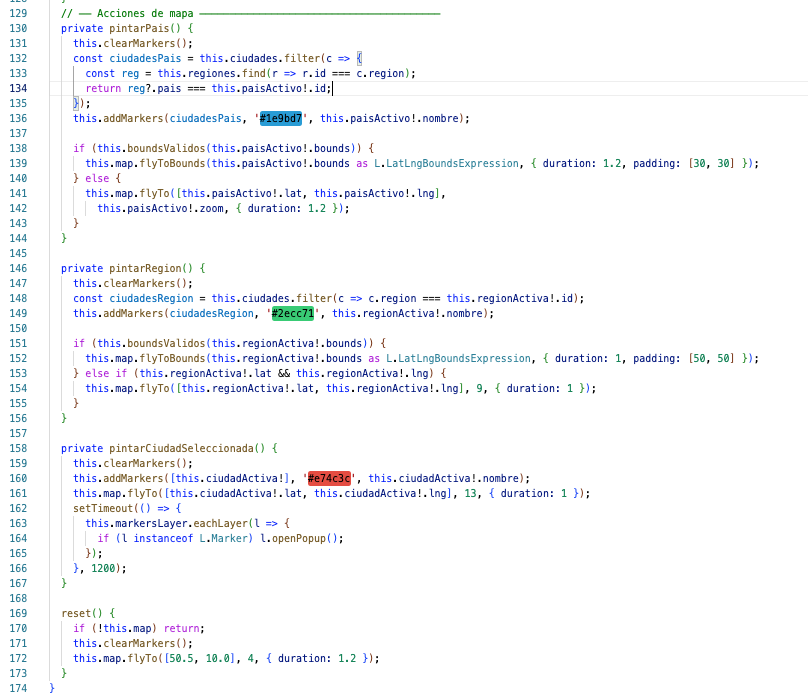 129 // —— Acciones de mapa ————————————————————————————————————————
130 private pintarPais() {
131 this.clearMarkers();
132 const ciudadesPais = this.ciudades.filter(c => {
133 const reg = this.regiones.find(r => r.id === c.region);
134 return reg?.pais === this.paisActivo!.id;
135 });
136 this.addMarkers(ciudadesPais, '#1e9bd7', this.paisActivo!.nombre);
137
138 if (this.boundsValidos(this.paisActivo!.bounds)) {
139 this.map.flyToBounds(this.paisActivo!.bounds as L.LatLngBoundsExpression, { duration: 1.2, padding: [30, 30] });
140 } else {
141 this.map.flyTo([this.paisActivo!.lat, this.paisActivo!.lng],
142 this.paisActivo!.zoom, { duration: 1.2 });
143 }
144 }
145
146 private pintarRegion() {
147 this.clearMarkers();
148 const ciudadesRegion = this.ciudades.filter(c => c.region === this.regionActiva!.id);
149 this.addMarkers(ciudadesRegion, '#2ecc71', this.regionActiva!.nombre);
150
151 if (this.boundsValidos(this.regionActiva!.bounds)) {
152 this.map.flyToBounds(this.regionActiva!.bounds as L.LatLngBoundsExpression, { duration: 1, padding: [50, 50] });
153 } else if (this.regionActiva!.lat && this.regionActiva!.lng) {
154 this.map.flyTo([this.regionActiva!.lat, this.regionActiva!.lng], 9, { duration: 1 });
155 }
156 }
157
158 private pintarCiudadSeleccionada() {
159 this.clearMarkers();
160 this.addMarkers([this.ciudadActiva!], '#e74c3c', this.ciudadActiva!.nombre);
161 this.map.flyTo([this.ciudadActiva!.lat, this.ciudadActiva!.lng], 13, { duration: 1 });
162 setTimeout(() => {
163 this.markersLayer.eachLayer(l => {
164 if (l instanceof L.Marker) l.openPopup();
165 });
166 }, 1200);
167 }
168
169 reset() {
170 if (!this.map) return;
171 this.clearMarkers();
172 this.map.flyTo([50.5, 10.0], 4, { duration: 1.2 });
173 }
174 }